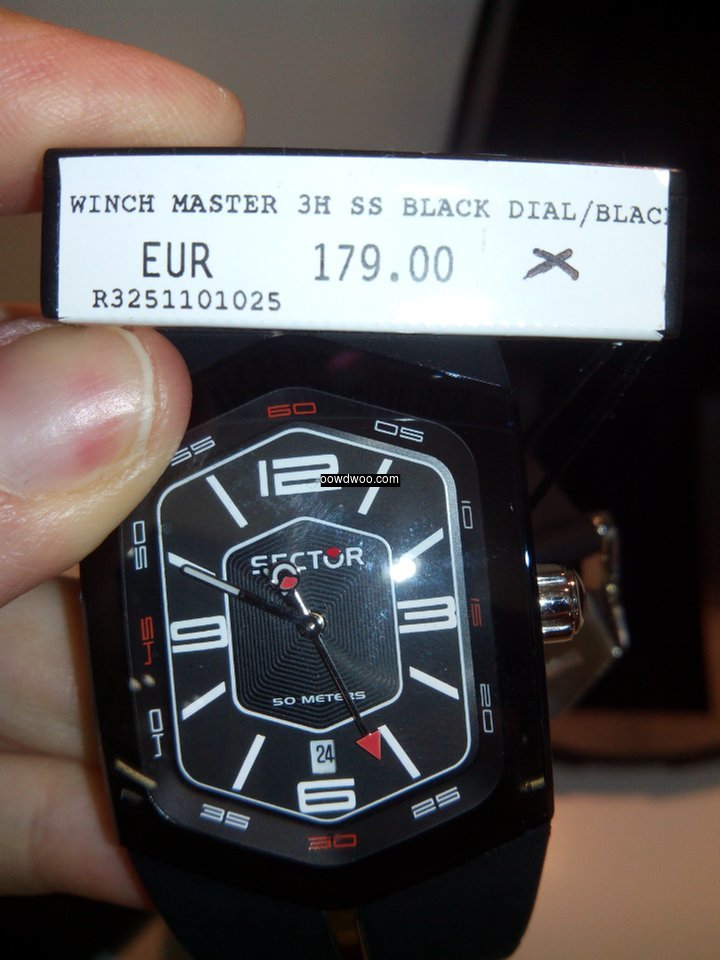 WINCH MASTER 3H SS BLACK DIAL/BLAC
EUR 179.00
R3251101025
60
55 05
12
oowdwoo.com
50 10
SECTOR
9 3
45 15
50 METERS
40 20
24
6
35 25
30